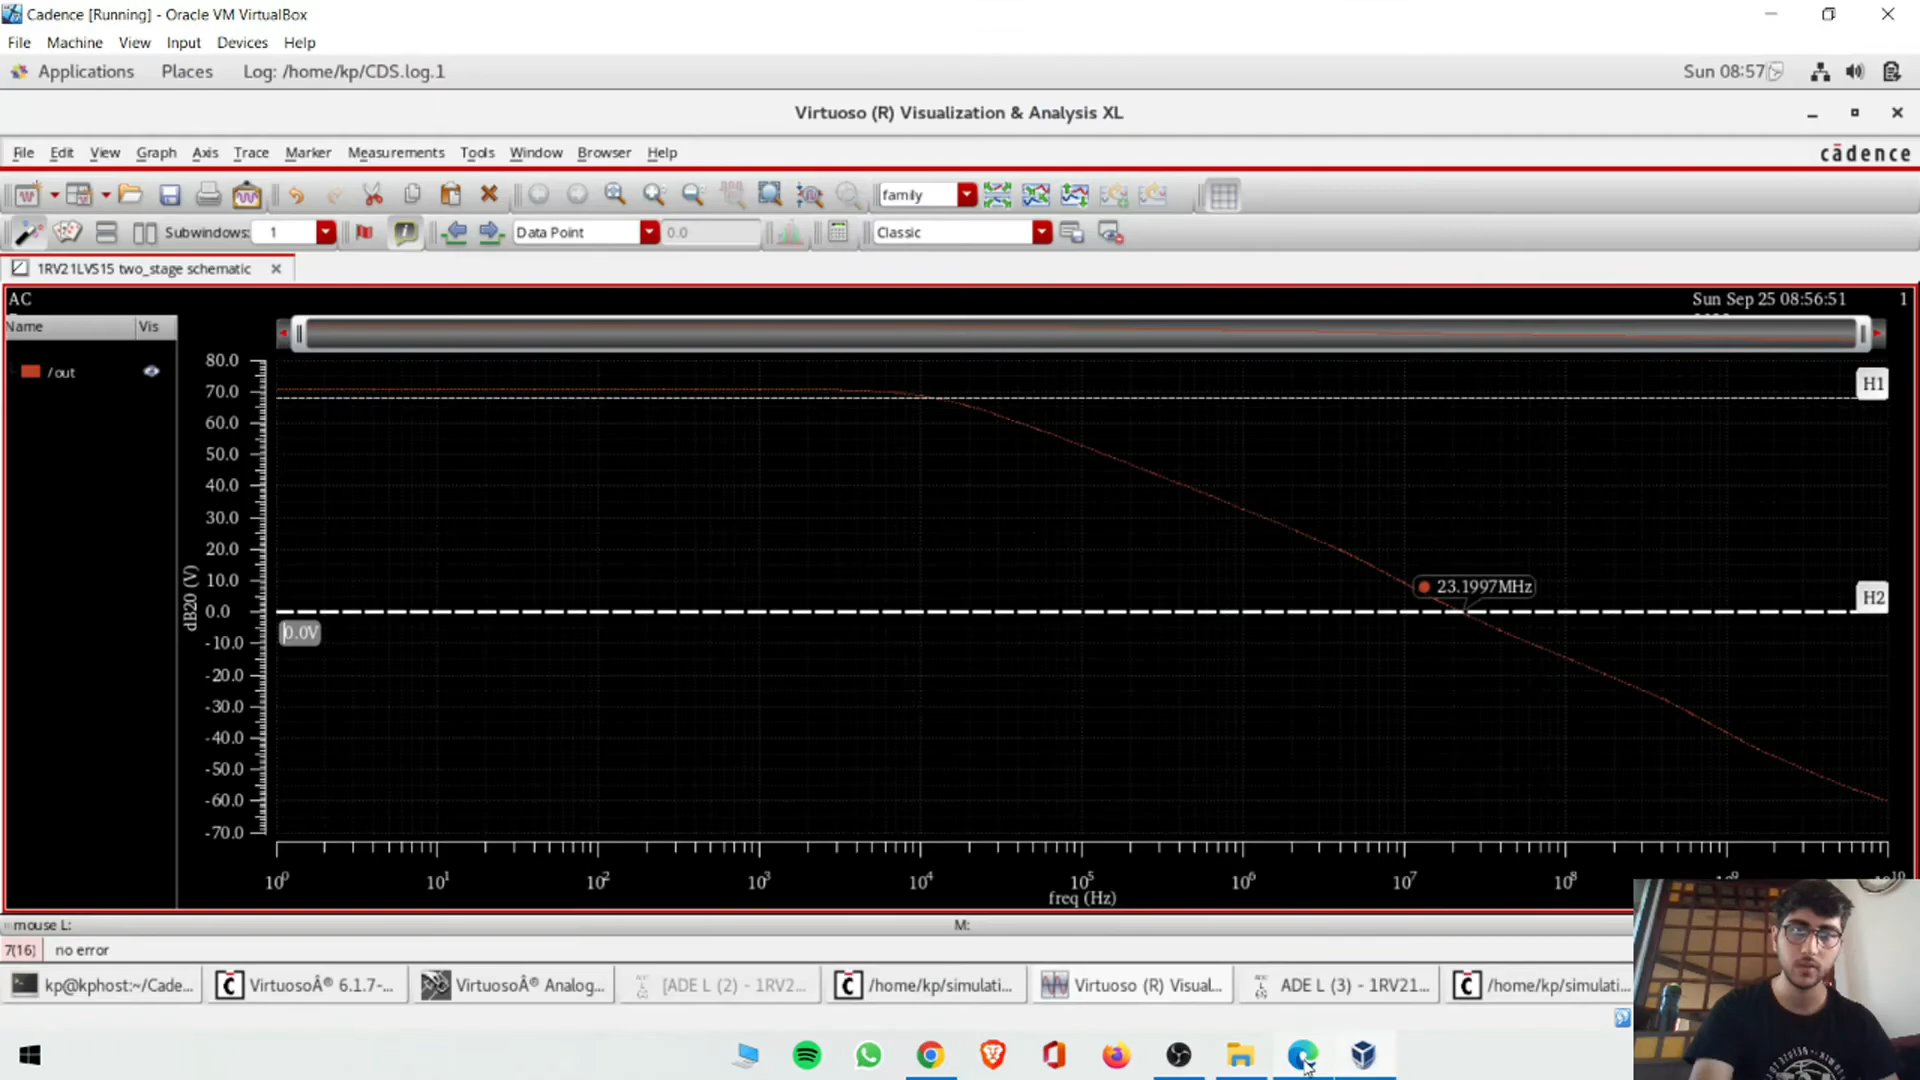 Cadence [Running] - Oracle VM VirtualBox
File Machine View Input Devices Help
Applications Places Log: /home/kp/CDS.log.1 Sun 08:57
Virtuoso (R) Visualization & Analysis XL
File Edit View Graph Axis Trace Marker Measurements Tools Window Browser Help cādence
family
Subwindows: 1 Data Point 0.0 Classic
1RV21LVS15 two_stage schematic
AC Sun Sep 25 08:56:51 1
Name Vis
/out
80.0
70.0
60.0
50.0
40.0
30.0
20.0
10.0
0.0
-10.0
-20.0
-30.0
-40.0
-50.0
-60.0
-70.0
dB20 (V)
H1
23.1997MHz
H2
0.0V
10⁰ 10¹ 10² 10³ 10⁴ 10⁵ 10⁶ 10⁷ 10⁸
freq (Hz)
mouse L: M:
7(16) no error
kp@kphost:~/Cade... VirtuosoÂ® 6.1.7-... VirtuosoÂ® Analog... [ADE L (2) - 1RV2... /home/kp/simulati... Virtuoso (R) Visual... ADE L (3) - 1RV21... /home/kp/simulati...